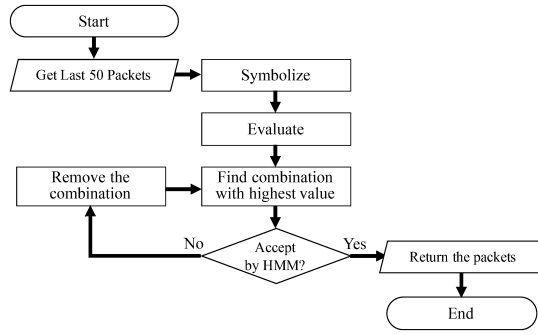 Start
Get Last 50 Packets
Symbolize
Evaluate
Remove the
combination
Find combination
with highest value
No
Accept
by HMM?
Yes
Return the packets
End